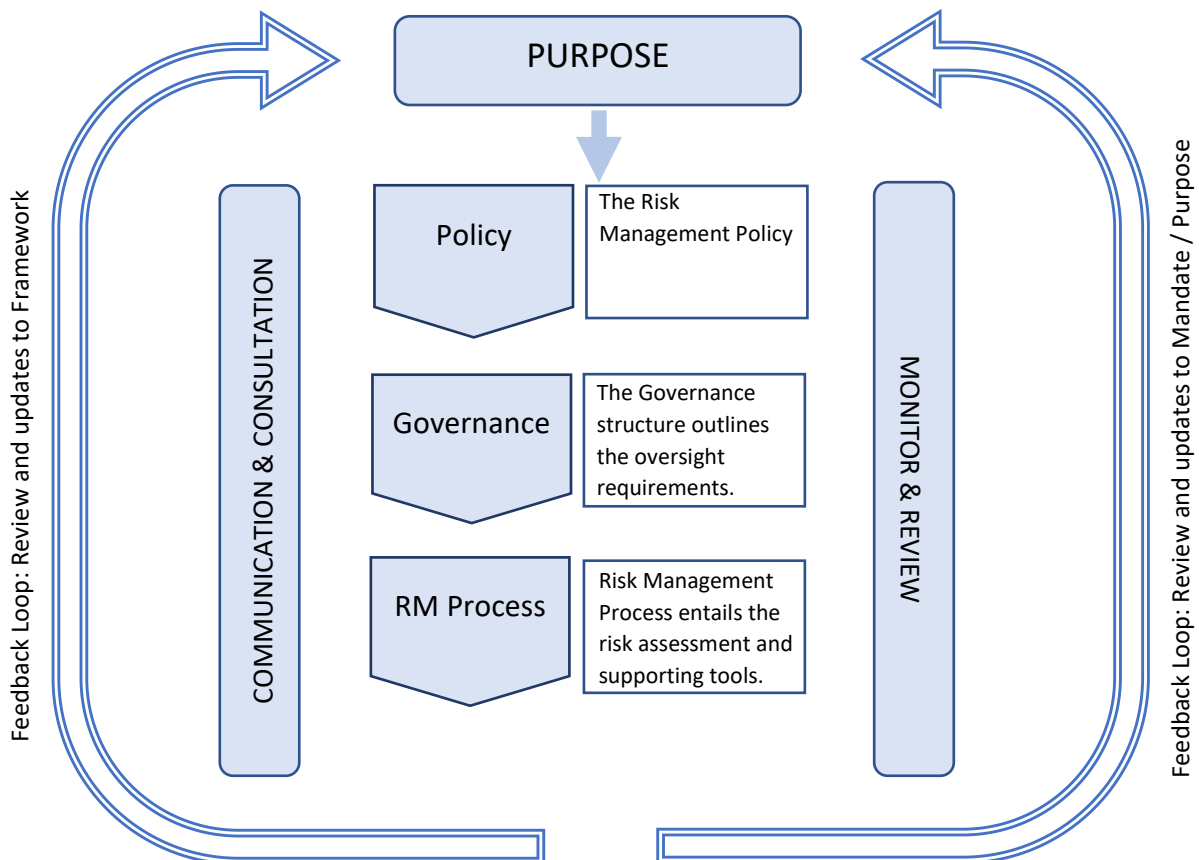 PURPOSE
Feedback Loop: Review and updates to Framework
COMMUNICATION & CONSULTATION
Policy
The Risk
Management Policy
Governance
The Governance
structure outlines
the oversight
requirements.
RM Process
Risk Management
Process entails the
risk assessment and
supporting tools.
MONITOR & REVIEW
Feedback Loop: Review and updates to Mandate / Purpose